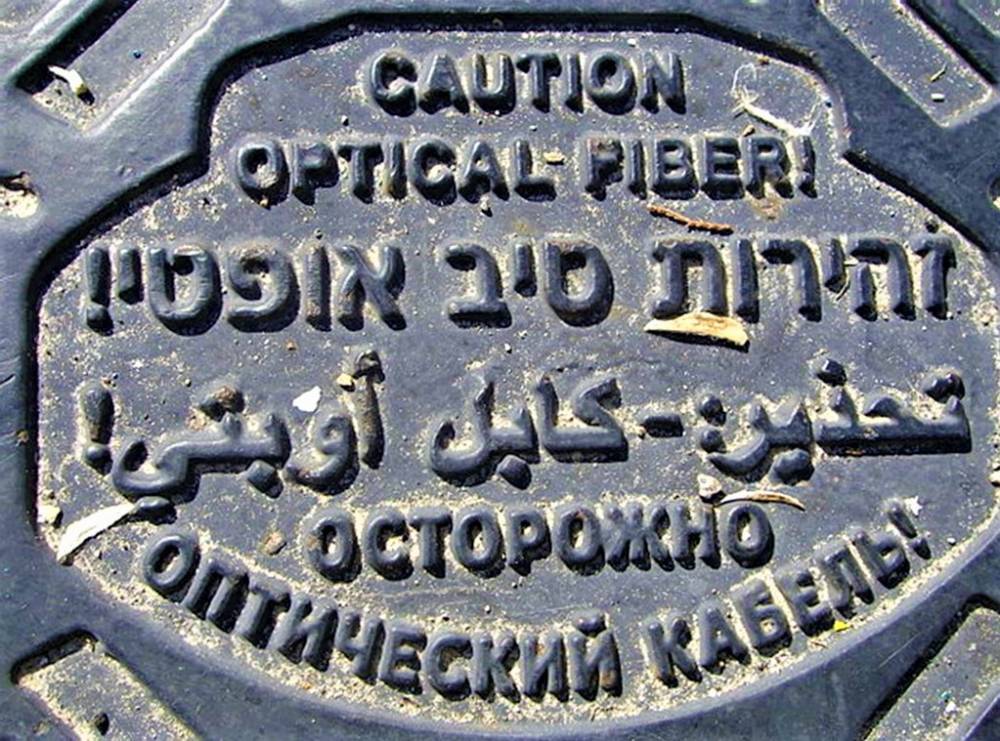 CAUTION
OPTICAL FIBER!
זהירות סיב אופטי!
تحذير:-كابل أوبتي!
ОСТОРОЖНО
ОПТИЧЕСКИЙ КАБЕЛЬ!